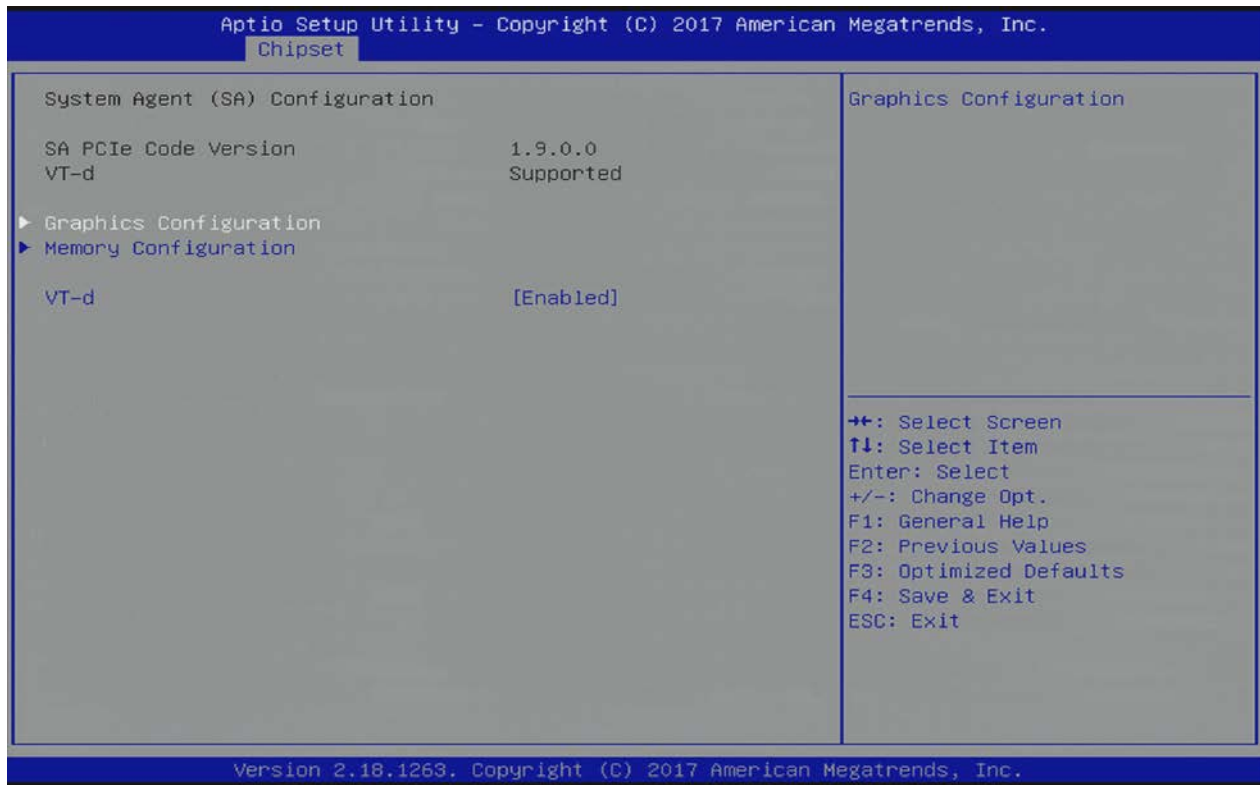 Aptio Setup Utility – Copyright (C) 2017 American Megatrends, Inc.
Chipset
System Agent (SA) Configuration
SA PCIe Code Version 1.9.0.0
VT-d Supported
► Graphics Configuration
► Memory Configuration
VT-d [Enabled]
Graphics Configuration
→←: Select Screen
↑↓: Select Item
Enter: Select
+/-: Change Opt.
F1: General Help
F2: Previous Values
F3: Optimized Defaults
F4: Save & Exit
ESC: Exit
Version 2.18.1263. Copyright (C) 2017 American Megatrends, Inc.